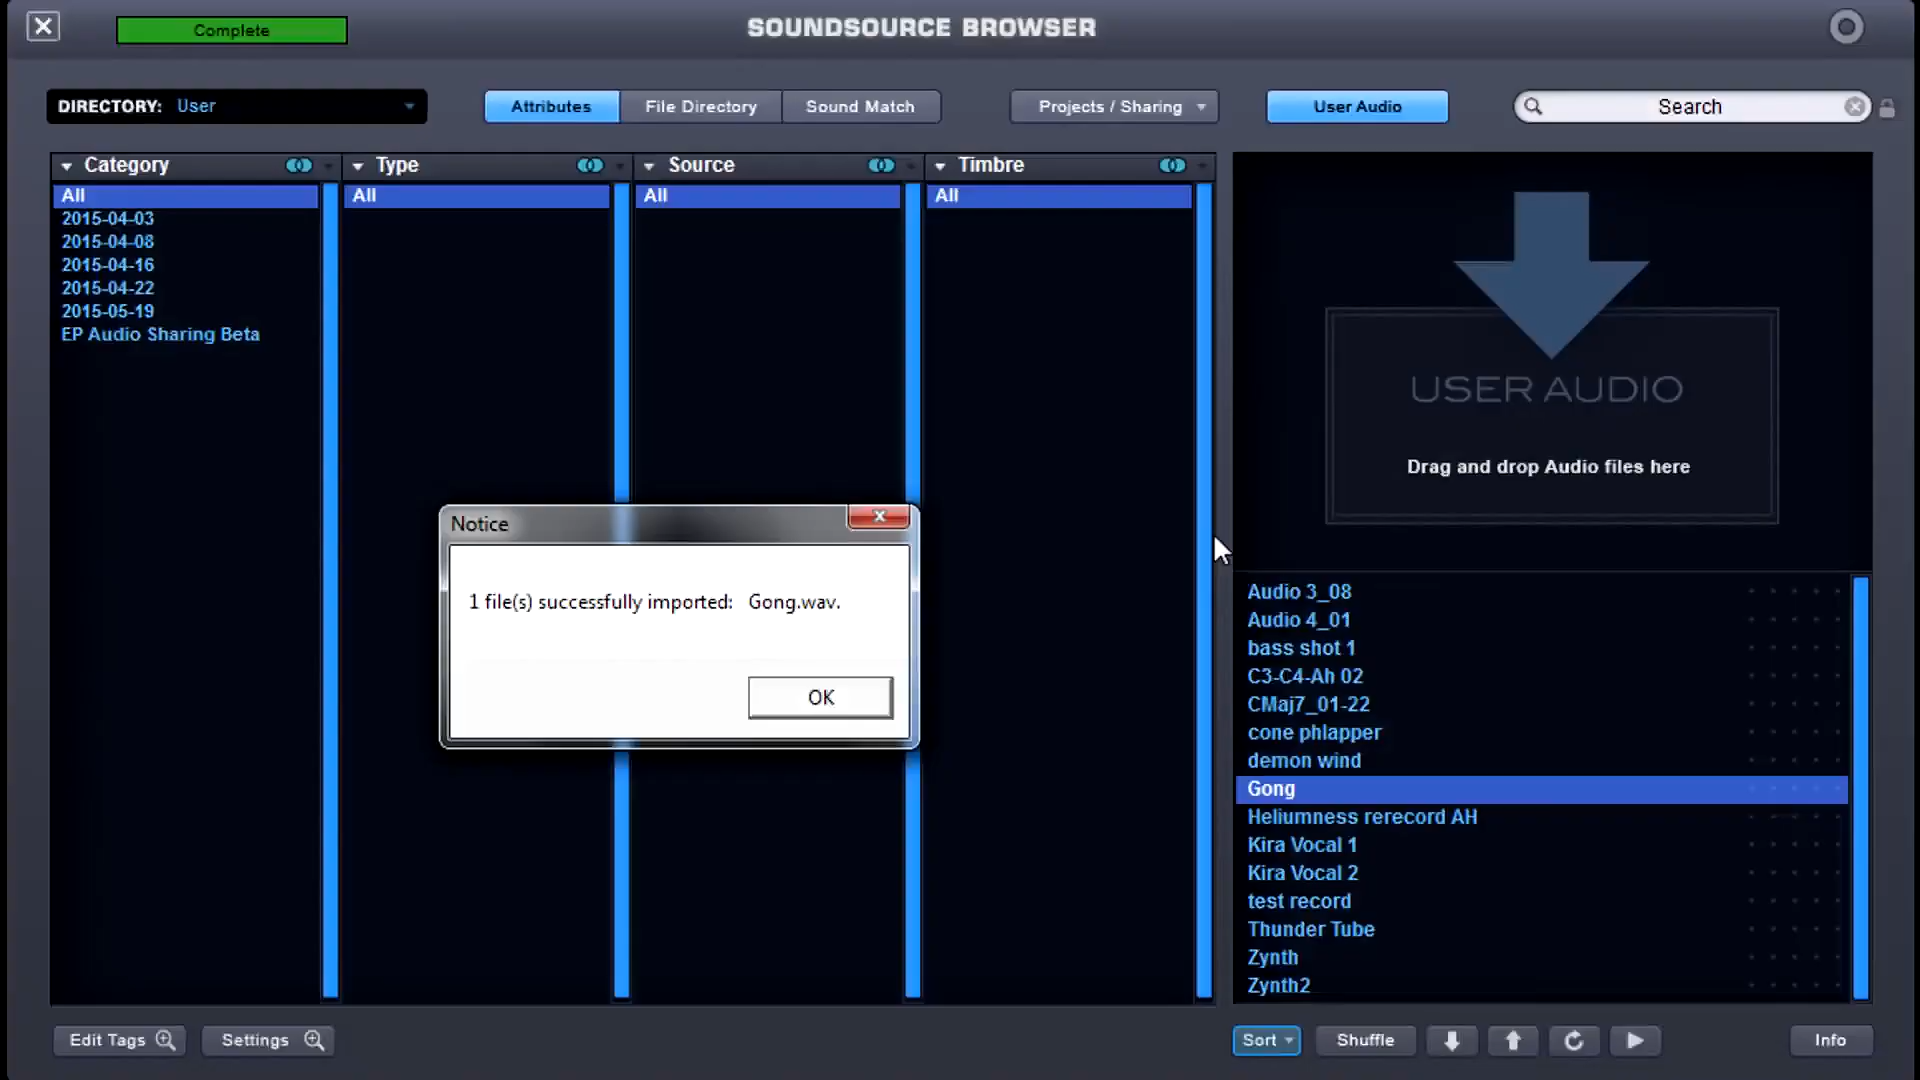 Complete
SOUNDSOURCE BROWSER
DIRECTORY: User
Attributes
File Directory
Sound Match
Projects / Sharing
User Audio
Search
Category
Type
Source
Timbre
All
All
All
All
2015-04-03
2015-04-08
2015-04-16
2015-04-22
2015-05-19
EP Audio Sharing Beta
USER AUDIO
Drag and drop Audio files here
Notice
1 file(s) successfully imported: Gong.wav.
OK
Audio 3_08
Audio 4_01
bass shot 1
C3-C4-Ah 02
CMaj7_01-22
cone phlapper
demon wind
Gong
Heliumness rerecord AH
Kira Vocal 1
Kira Vocal 2
test record
Thunder Tube
Zynth
Zynth2
Edit Tags
Settings
Sort
Shuffle
Info